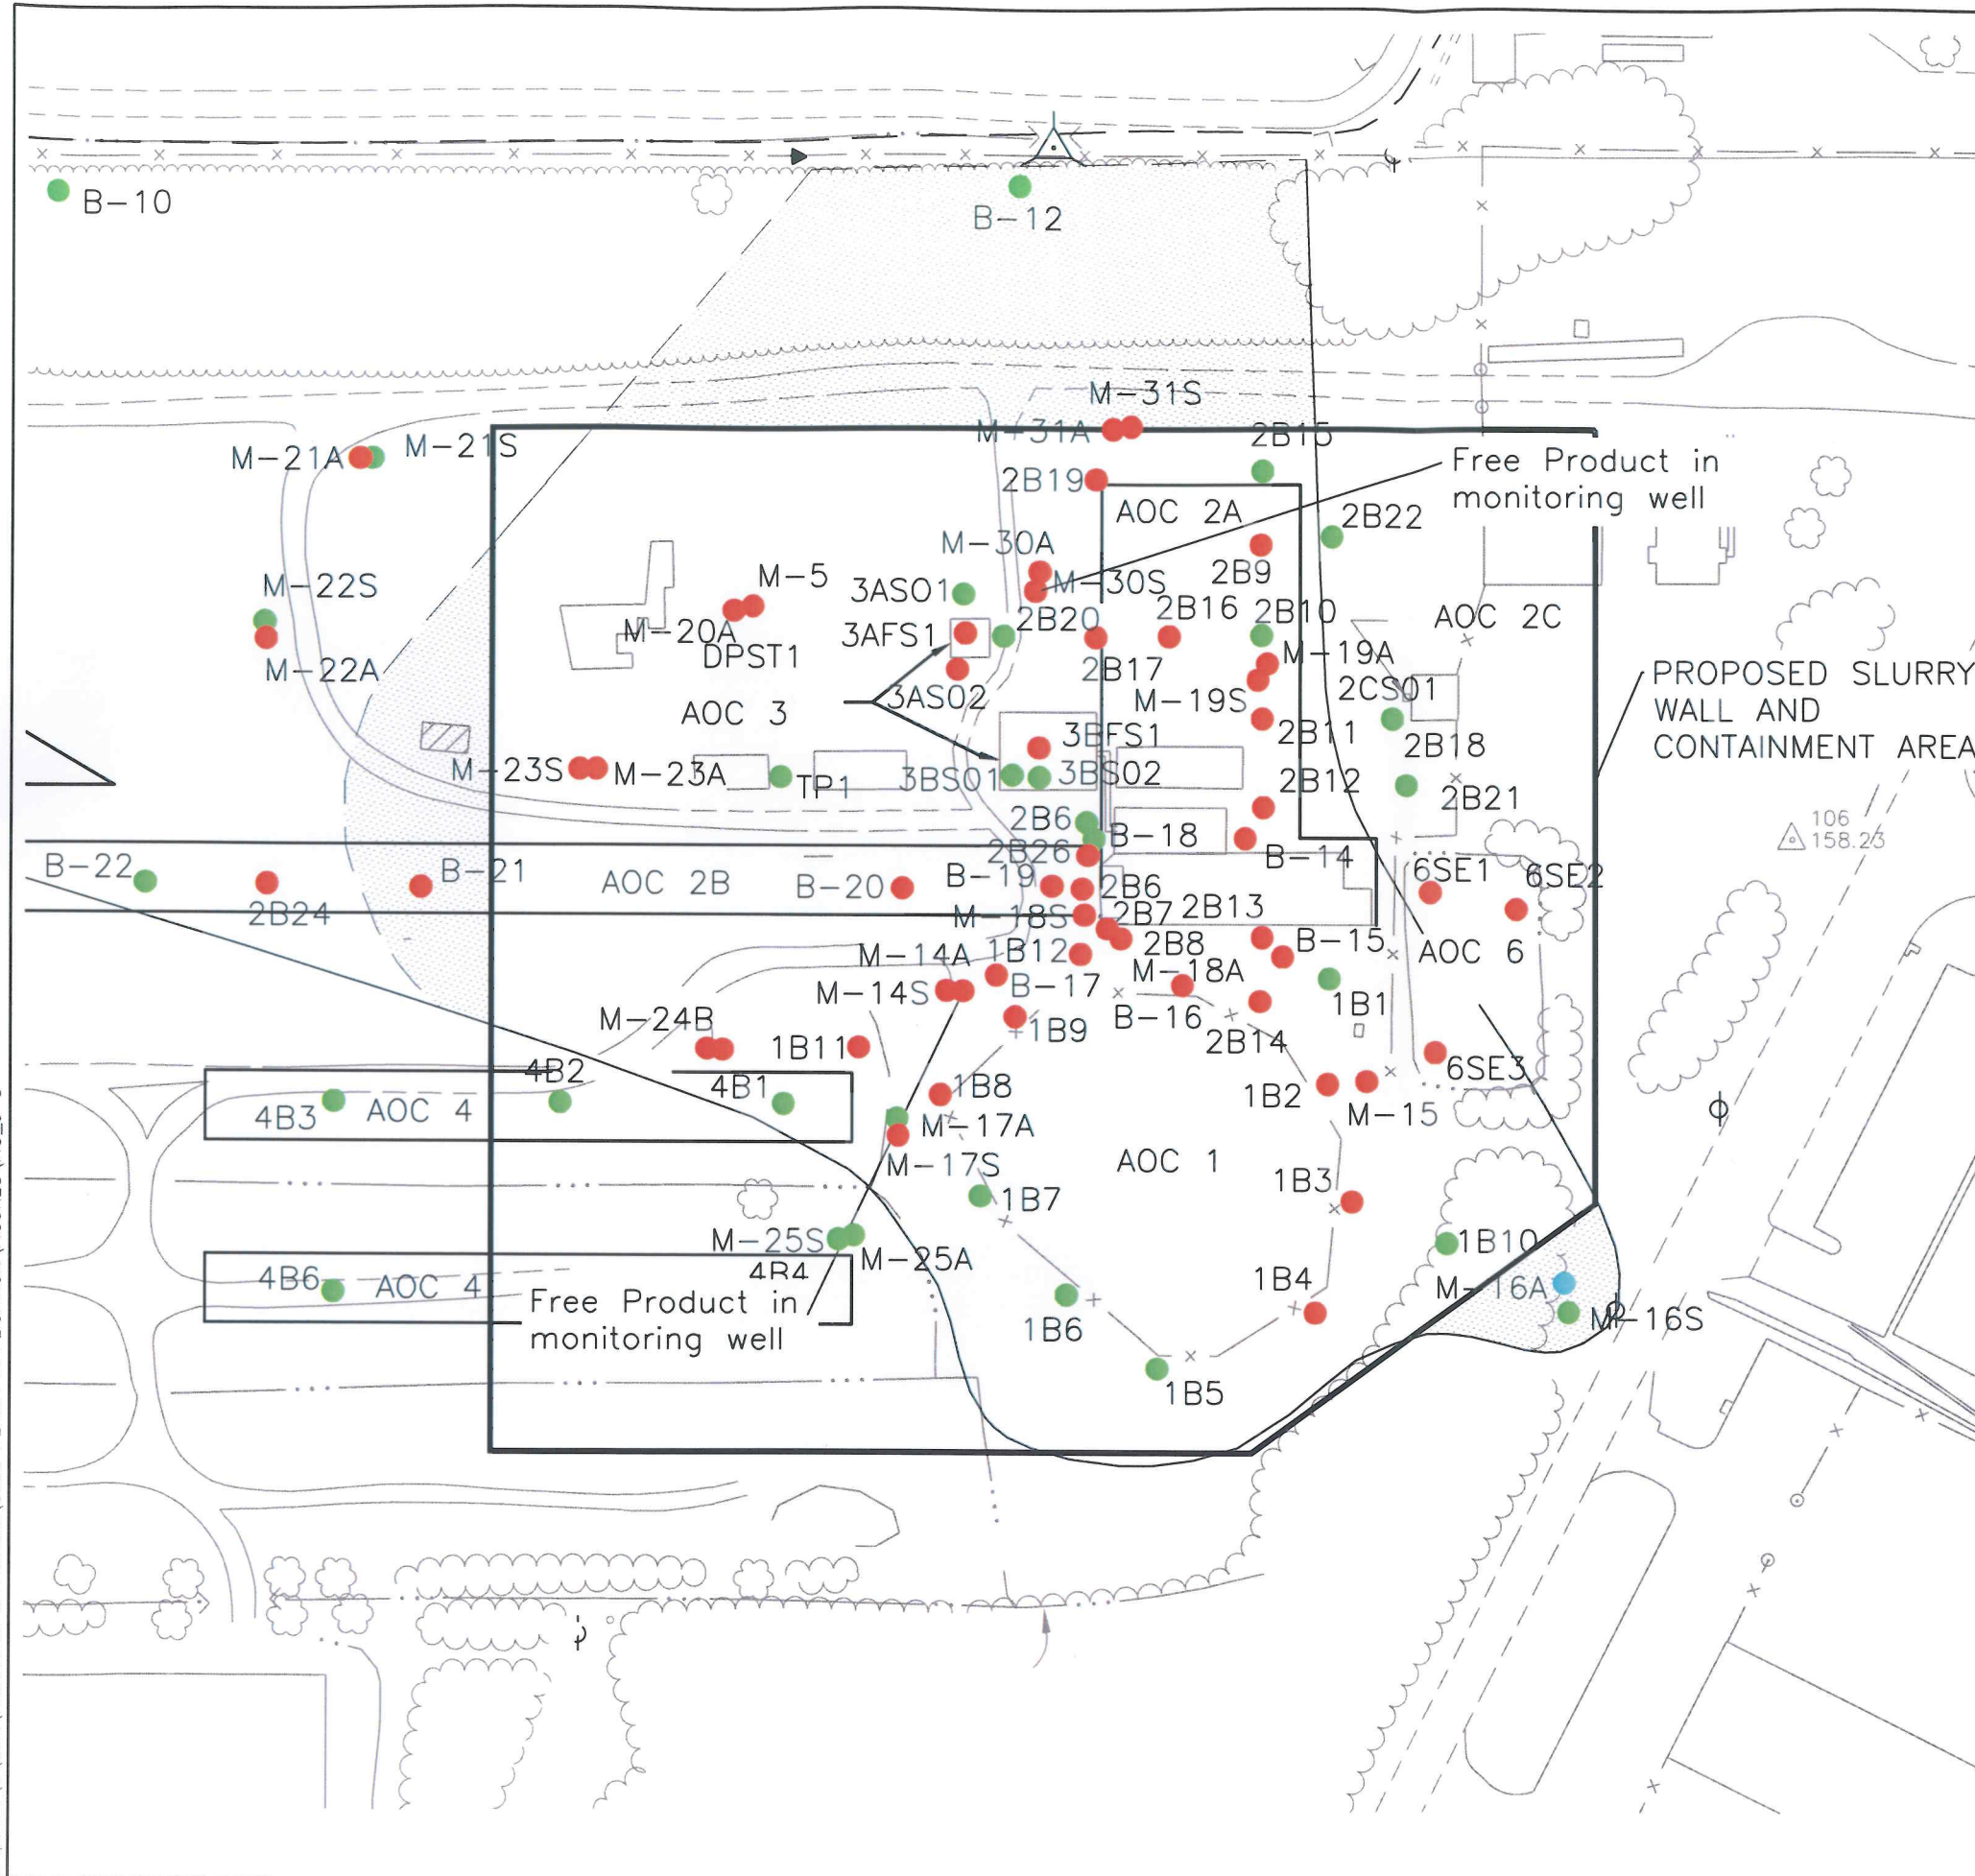 B-10
B-12
M-31S
M-31A
2B15
M-21A
M-21S
2B19
Free Product in
monitoring well
AOC 2A
2B22
M-30A
M-5
M-22S
3ASO1
M-30S
2B9
2B16
2B10
AOC 2C
2B20
M-20A
3AFS1
DPST1
M-22A
2B17
M-19A
PROPOSED SLURRY
WALL AND
CONTAINMENT AREA
3AS02
M-19S
2CS01
AOC 3
3BFS1
2B11
2B18
M-23S
M-23A
TP1
3BS01
3BS02
2B12
2B21
2B6
B-18
106
158.23
2B26
B-14
B-22
B-21
AOC 2B
B-20
B-19
2B6
6SE1
6SE2
2B24
M-18S
2B7
2B13
2B8
B-15
AOC 6
M-14A
1B12
M-18A
M-14S
B-17
1B1
B-16
1B9
2B14
M-24B
1B11
4B2
4B1
1B8
1B2
M-15
6SE3
4B3
AOC 4
M-17A
M-17S
AOC 1
1B3
1B7
M-25S
M-25A
1B10
4B6
AOC 4
4B4
1B4
M-16A
M-16S
Free Product in
monitoring well
1B6
1B5